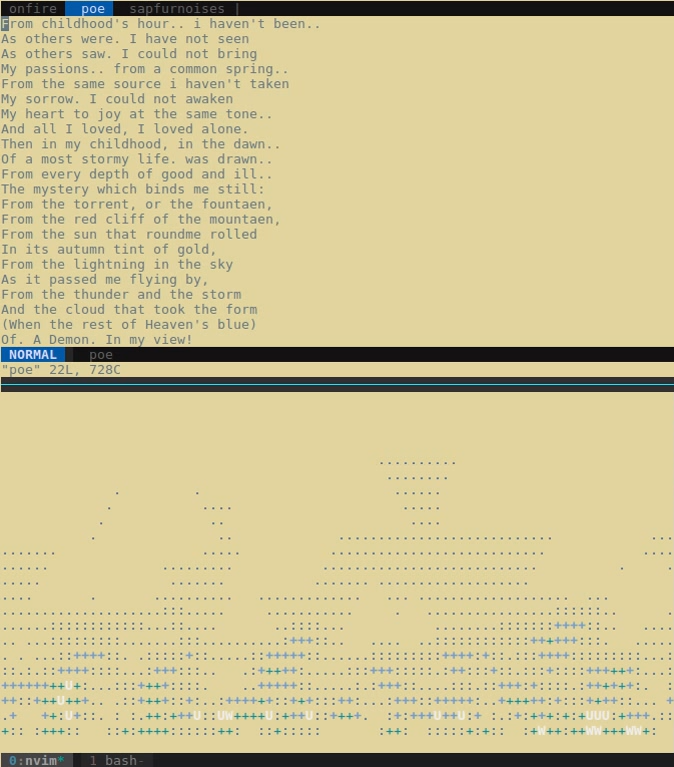 onfire poe sapfurnoises |
From childhood's hour.. i haven't been..
As others were. I have not seen
As others saw. I could not bring
My passions.. from a common spring..
From the same source i haven't taken
My sorrow. I could not awaken
My heart to joy at the same tone..
And all I loved, I loved alone.
Then in my childhood, in the dawn..
Of a most stormy life. was drawn..
From every depth of good and ill..
The mystery which binds me still:
From the torrent, or the fountaen,
From the red cliff of the mountaen,
From the sun that roundme rolled
In its autumn tint of gold,
From the lightning in the sky
As it passed me flying by,
From the thunder and the storm
And the cloud that took the form
(When the rest of Heaven's blue)
Of. A Demon. In my view!
NORMAL poe
"poe" 22L, 728C
0:nvim* 1 bash-